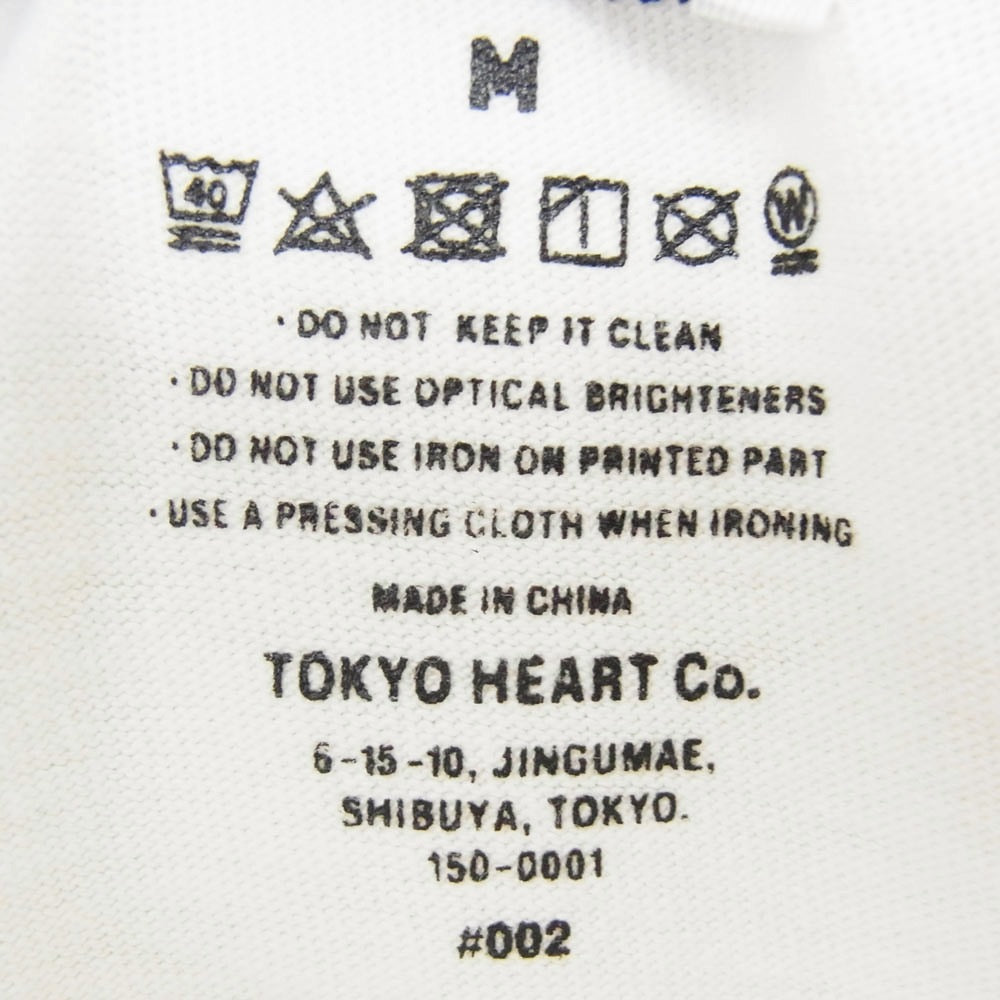 M
40 W
· DO NOT KEEP IT CLEAN
· DO NOT USE OPTICAL BRIGHTENERS
· DO NOT USE IRON ON PRINTED PART
· USE A PRESSING CLOTH WHEN IRONING
MADE IN CHINA
TOKYO HEART Co.
6-15-10, JINGUMAE,
SHIBUYA, TOKYO.
150-0001
#002